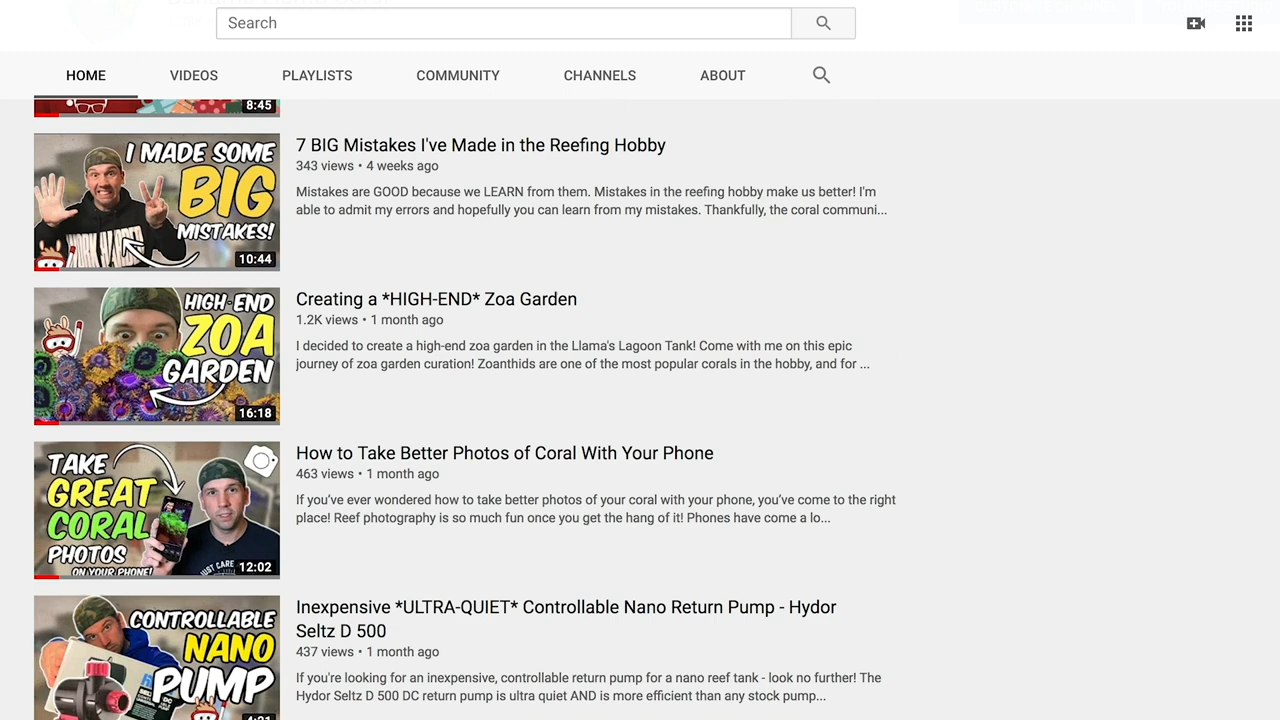 Search
HOME VIDEOS PLAYLISTS COMMUNITY CHANNELS ABOUT
8:45
I MADE SOME
BIG
MISTAKES!
10:44
7 BIG Mistakes I've Made in the Reefing Hobby
343 views • 4 weeks ago
Mistakes are GOOD because we LEARN from them. Mistakes in the reefing hobby make us better! I'm
able to admit my errors and hopefully you can learn from my mistakes. Thankfully, the coral communi...
HIGH-END
ZOA
GARDEN
16:18
Creating a *HIGH-END* Zoa Garden
1.2K views • 1 month ago
I decided to create a high-end zoa garden in the Llama's Lagoon Tank! Come with me on this epic
journey of zoa garden curation! Zoanthids are one of the most popular corals in the hobby, and for ...
TAKE
GREAT
CORAL
PHOTOS
ON YOUR PHONE!
JUST CARE
12:02
How to Take Better Photos of Coral With Your Phone
463 views • 1 month ago
If you’ve ever wondered how to take better photos of your coral with your phone, you’ve come to the right
place! Reef photography is so much fun once you get the hang of it! Phones have come a lo...
CONTROLLABLE
NANO
PUMP
4:21
Inexpensive *ULTRA-QUIET* Controllable Nano Return Pump - Hydor
Seltz D 500
437 views • 1 month ago
If you're looking for an inexpensive, controllable return pump for a nano reef tank - look no further! The
Hydor Seltz D 500 DC return pump is ultra quiet AND is more efficient than any stock pump...